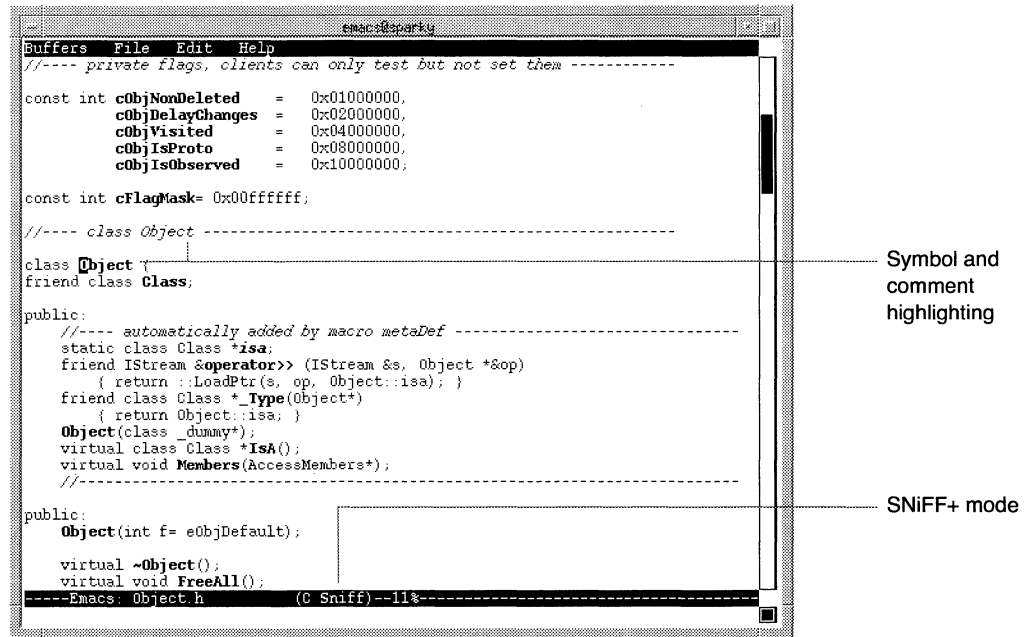 emacs@sparky
Buffers File Edit Help
//---- private flags, clients can only test but not set them ------------
const int cObjNonDeleted = 0x01000000,
cObjDelayChanges = 0x02000000,
cObjVisited = 0x04000000,
cObjIsProto = 0x08000000,
cObjIsObserved = 0x10000000;
const int cFlagMask= 0x00ffffff;
//---- class Object --------------------------------------------------
class Object {
friend class Class;
public:
//---- automatically added by macro metaDef ------------------------------
static class Class *isa;
friend IStream &operator>> (IStream &s, Object *&op)
{ return ::LoadPtr(s, op, Object::isa); }
friend class Class *_Type(Object*)
{ return Object::isa; }
Object(class _dummy*);
virtual class Class *IsA();
virtual void Members(AccessMembers*);
//----------------------------------------------------------------------
public:
Object(int f= eObjDefault);
virtual ~Object();
virtual void FreeAll();
-----Emacs: Object.h (C Sniff)--11%------------------------------------
Symbol and
comment
highlighting
SNiFF+ mode